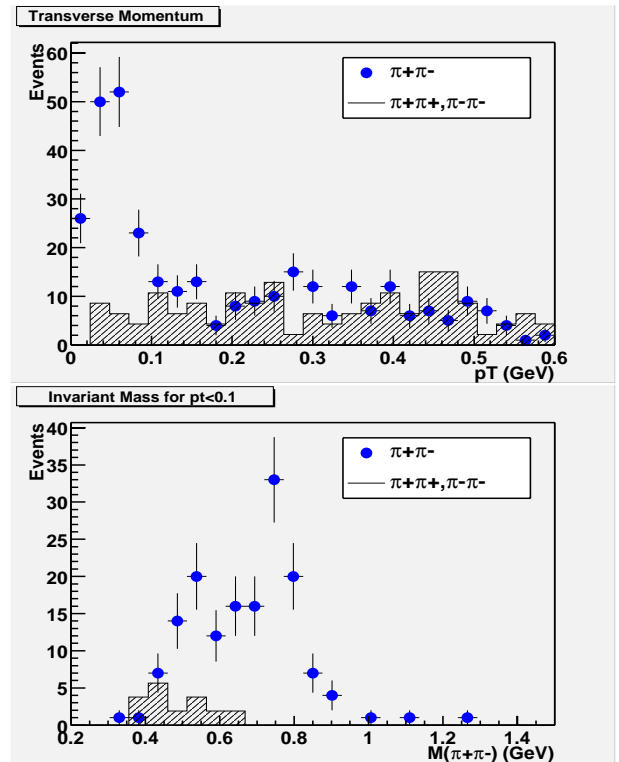 Transverse Momentum
Events
60
50
40
30
20
10
0
π+π-
π+π+,π-π-
0 0.1 0.2 0.3 0.4 0.5 0.6
pT (GeV)
Invariant Mass for pt<0.1
Events
40
35
30
25
20
15
10
5
0
π+π-
π+π+,π-π-
0.2 0.4 0.6 0.8 1 1.2 1.4
M(π+π-) (GeV)